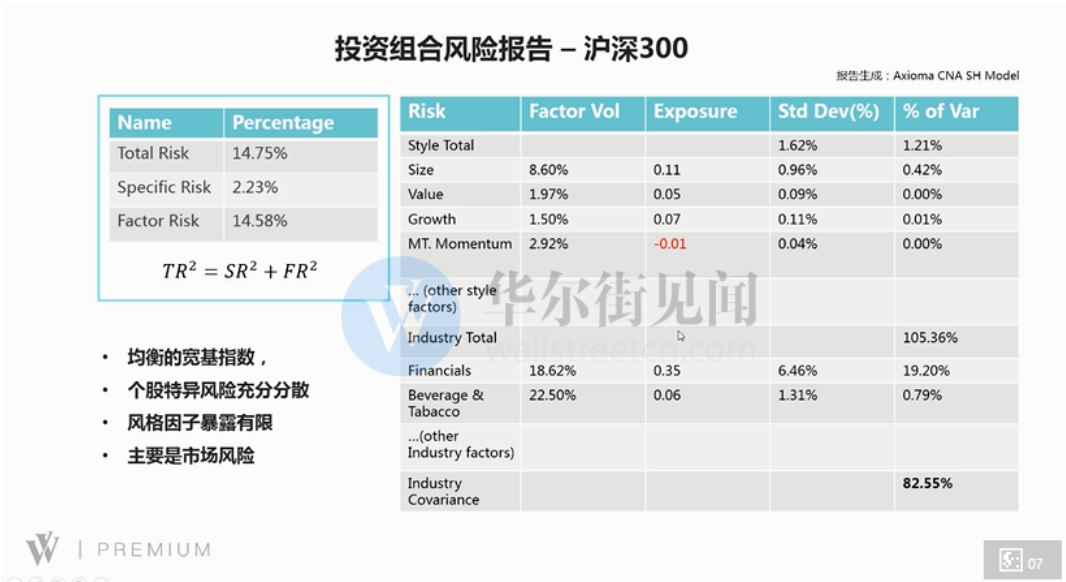 投资组合风险报告 – 沪深300
报告生成：Axioma CNA SH Model
Name Percentage
Total Risk 14.75%
Specific Risk 2.23%
Factor Risk 14.58%
TR² = SR² + FR²
• 均衡的宽基指数，
• 个股特异风险充分分散
• 风格因子暴露有限
• 主要是市场风险
Risk Factor Vol Exposure Std Dev(%) % of Var
Style Total 1.62% 1.21%
Size 8.60% 0.11 0.96% 0.42%
Value 1.97% 0.05 0.09% 0.00%
Growth 1.50% 0.07 0.11% 0.01%
MT. Momentum 2.92% -0.01 0.04% 0.00%
... (other style
factors)
Industry Total 105.36%
Financials 18.62% 0.35 6.46% 19.20%
Beverage & 22.50% 0.06 1.31% 0.79%
Tabacco
...(other
Industry factors)
Industry 82.55%
Covariance
华尔街见闻
wallstreetcn.com
W | PREMIUM
07